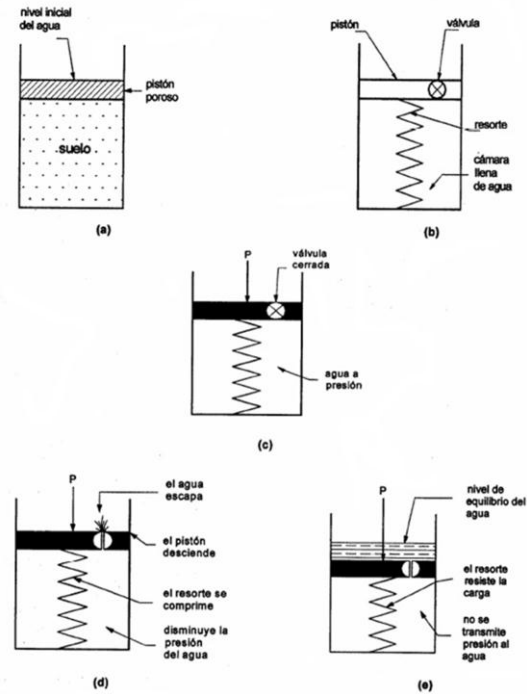 nivel inicial
del agua
pistón
poroso
suelo
(a)
pistón
válvula
resorte
cámara
llena
de agua
(b)
P
válvula
cerrada
agua a
presión
(c)
P
el agua
escapa
el pistón
desciende
el resorte se
comprime
disminuye la
presión
del agua
(d)
P
nivel de
equilibrio del
agua
el resorte
resiste la
carga
no se
transmite
presión al
agua
(e)